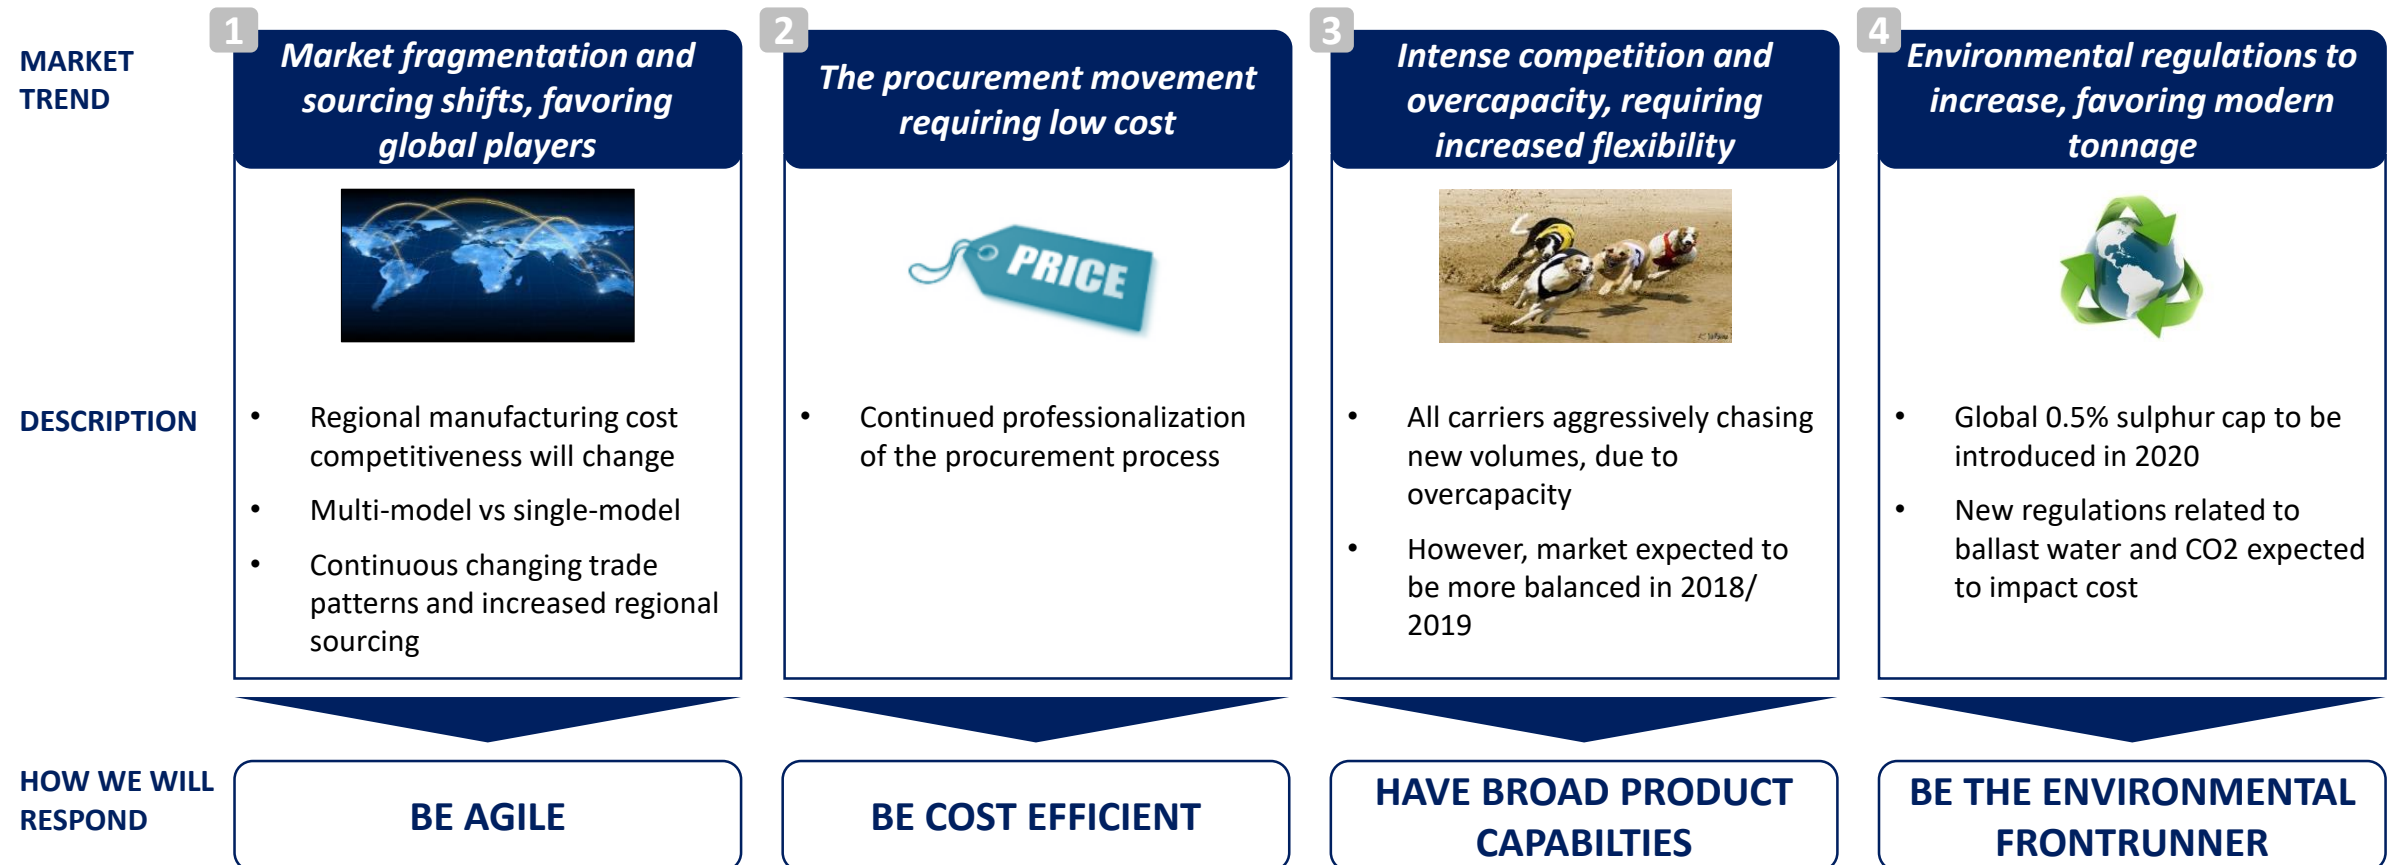 MARKET
TREND
1
Market fragmentation and
sourcing shifts, favoring
global players
2
The procurement movement
requiring low cost
3
Intense competition and
overcapacity, requiring
increased flexibility
4
Environmental regulations to
increase, favoring modern
tonnage
PRICE
DESCRIPTION
• Regional manufacturing cost
competitiveness will change
• Multi-model vs single-model
• Continuous changing trade
patterns and increased regional
sourcing
• Continued professionalization
of the procurement process
• All carriers aggressively chasing
new volumes, due to
overcapacity
• However, market expected to
be more balanced in 2018/
2019
• Global 0.5% sulphur cap to be
introduced in 2020
• New regulations related to
ballast water and CO2 expected
to impact cost
HOW WE WILL
RESPOND
BE AGILE
BE COST EFFICIENT
HAVE BROAD PRODUCT
CAPABILTIES
BE THE ENVIRONMENTAL
FRONTRUNNER